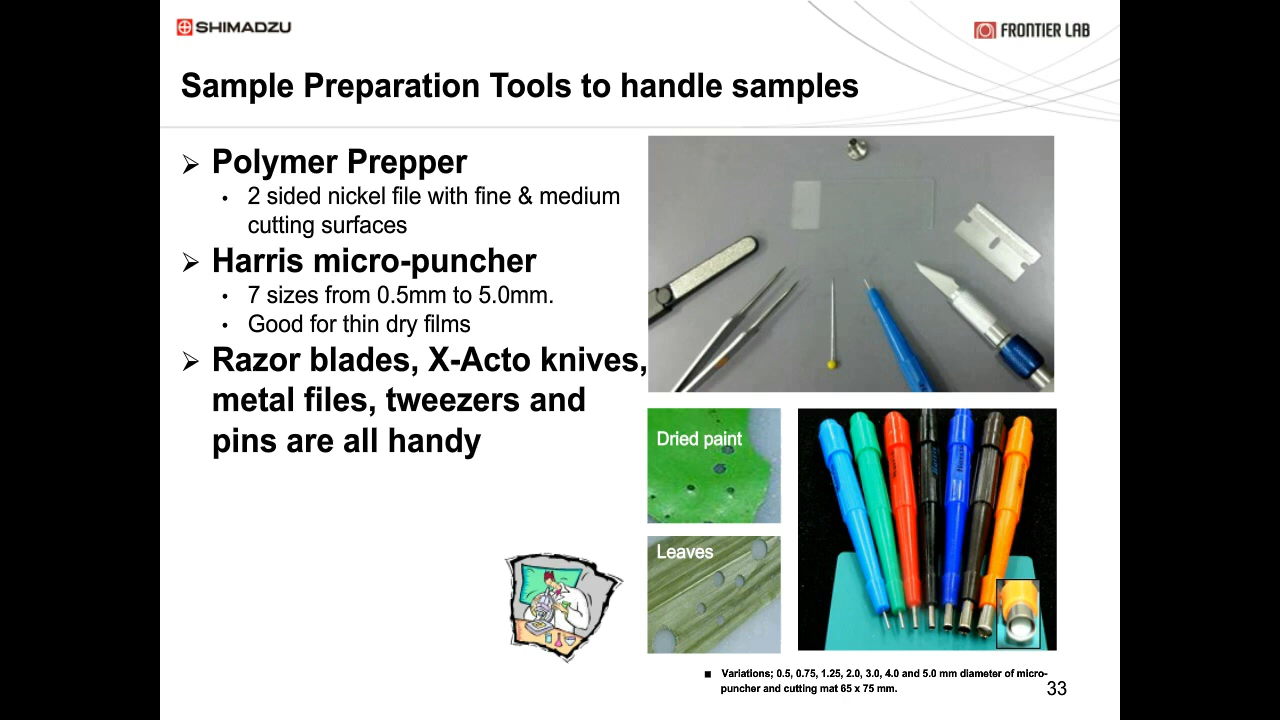 SHIMADZU
FRONTIER LAB
Sample Preparation Tools to handle samples
➢ Polymer Prepper
• 2 sided nickel file with fine & medium
cutting surfaces
➢ Harris micro-puncher
• 7 sizes from 0.5mm to 5.0mm.
• Good for thin dry films
➢ Razor blades, X-Acto knives,
metal files, tweezers and
pins are all handy
Dried paint
Leaves
■ Variations; 0.5, 0.75, 1.25, 2.0, 3.0, 4.0 and 5.0 mm diameter of micro-
puncher and cutting mat 65 x 75 mm.
33